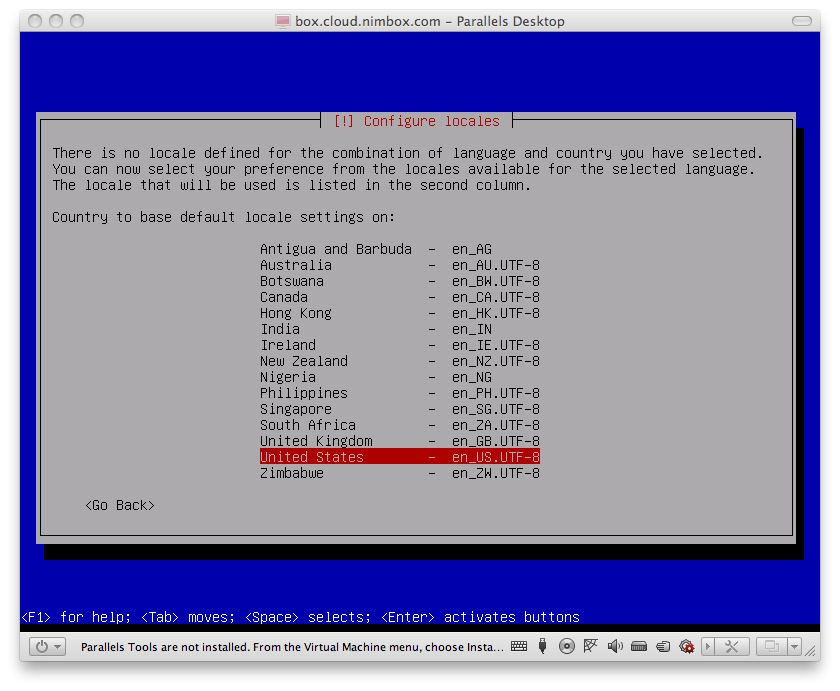 box.cloud.nimbox.com – Parallels Desktop
[!] Configure locales
There is no locale defined for the combination of language and country you have selected.
You can now select your preference from the locales available for the selected language.
The locale that will be used is listed in the second column.
Country to base default locale settings on:
Antigua and Barbuda - en_AG
Australia - en_AU.UTF-8
Botswana - en_BW.UTF-8
Canada - en_CA.UTF-8
Hong Kong - en_HK.UTF-8
India - en_IN
Ireland - en_IE.UTF-8
New Zealand - en_NZ.UTF-8
Nigeria - en_NG
Philippines - en_PH.UTF-8
Singapore - en_SG.UTF-8
South Africa - en_ZA.UTF-8
United Kingdom - en_GB.UTF-8
United States - en_US.UTF-8
Zimbabwe - en_ZW.UTF-8
<Go Back>
<F1> for help; <Tab> moves; <Space> selects; <Enter> activates buttons
Parallels Tools are not installed. From the Virtual Machine menu, choose Insta...